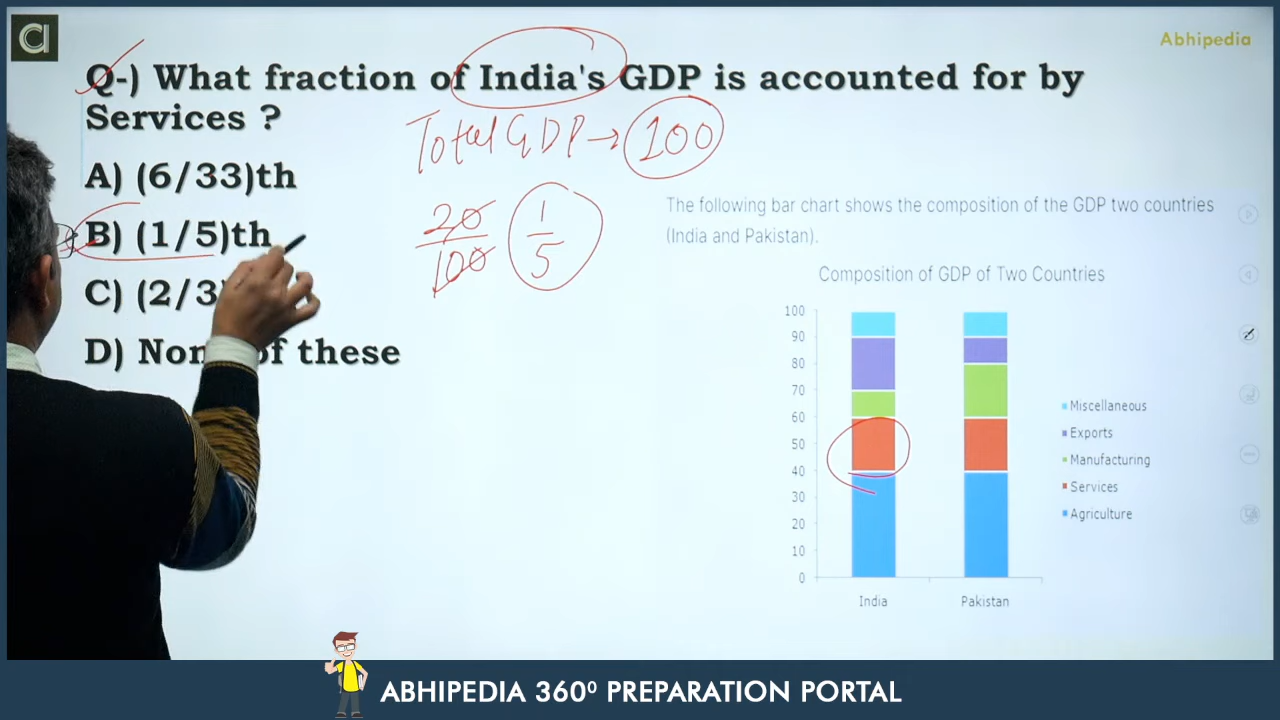 Abhipedia
Q-) What fraction of India's GDP is accounted for by
Services ?
Total GDP → 100
A) (6/33)th
B) (1/5)th
C) (2/3)
D) None of these
20
100
1
5
The following bar chart shows the composition of the GDP two countries
(India and Pakistan).
Composition of GDP of Two Countries
100
90
80
70
60
50
40
30
20
10
0
India Pakistan
Miscellaneous
Exports
Manufacturing
Services
Agriculture
ABHIPEDIA 360⁰ PREPARATION PORTAL